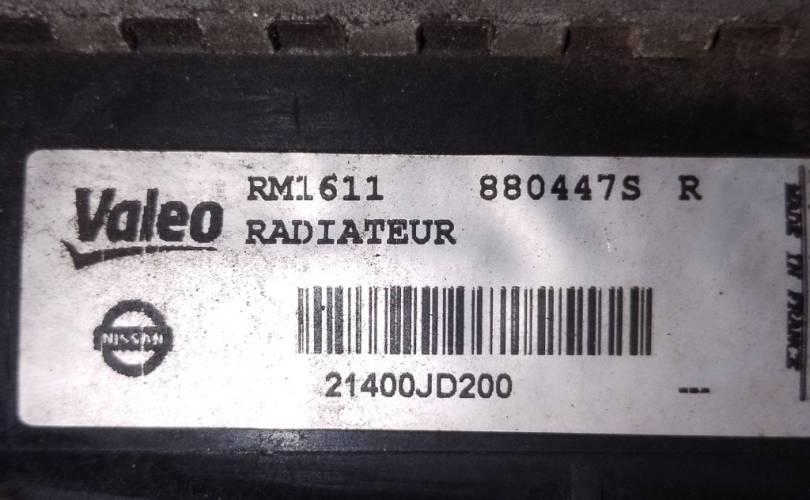 RM1611 880447S R
Valeo RADIATEUR
NISSAN
21400JD200 ---
MADE IN FRANCE